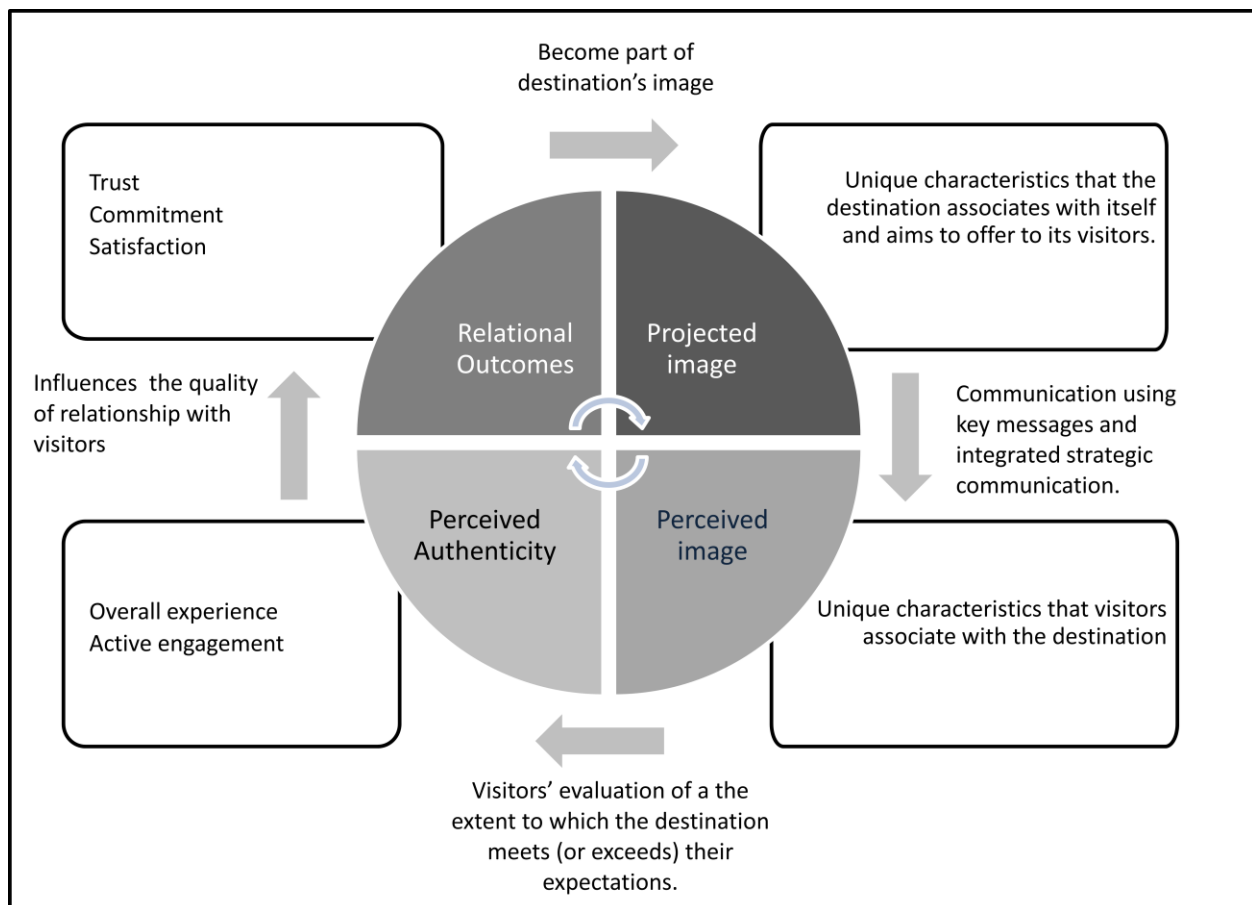 Become part of
destination’s image
Trust
Commitment
Satisfaction
Unique characteristics that the
destination associates with itself
and aims to offer to its visitors.
Relational
Outcomes
Projected
image
Influences  the quality
of relationship with
visitors
Communication using
key messages and
integrated strategic
communication.
Perceived
Authenticity
Perceived
image
Overall experience
Active engagement
Unique characteristics that visitors
associate with the destination
Visitors’ evaluation of a the
extent to which the destination
meets (or exceeds) their
expectations.